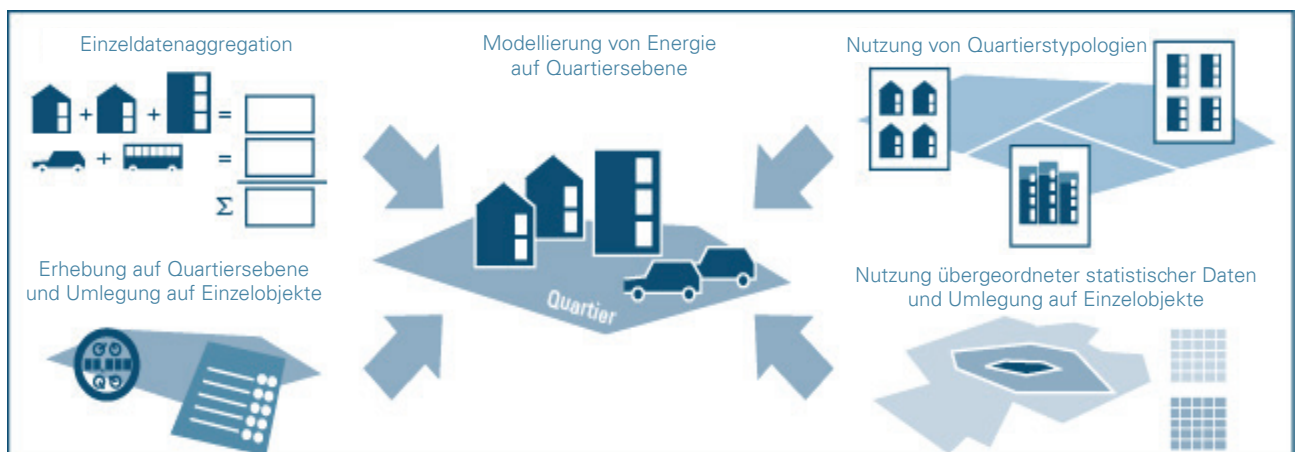 Einzeldatenaggregation
+ + =
+ =
Σ
Erhebung auf Quartiersebene
und Umlegung auf Einzelobjekte
Modellierung von Energie
auf Quartiersebene
Quartier
Nutzung von Quartierstypologien
Nutzung übergeordneter statistischer Daten
und Umlegung auf Einzelobjekte